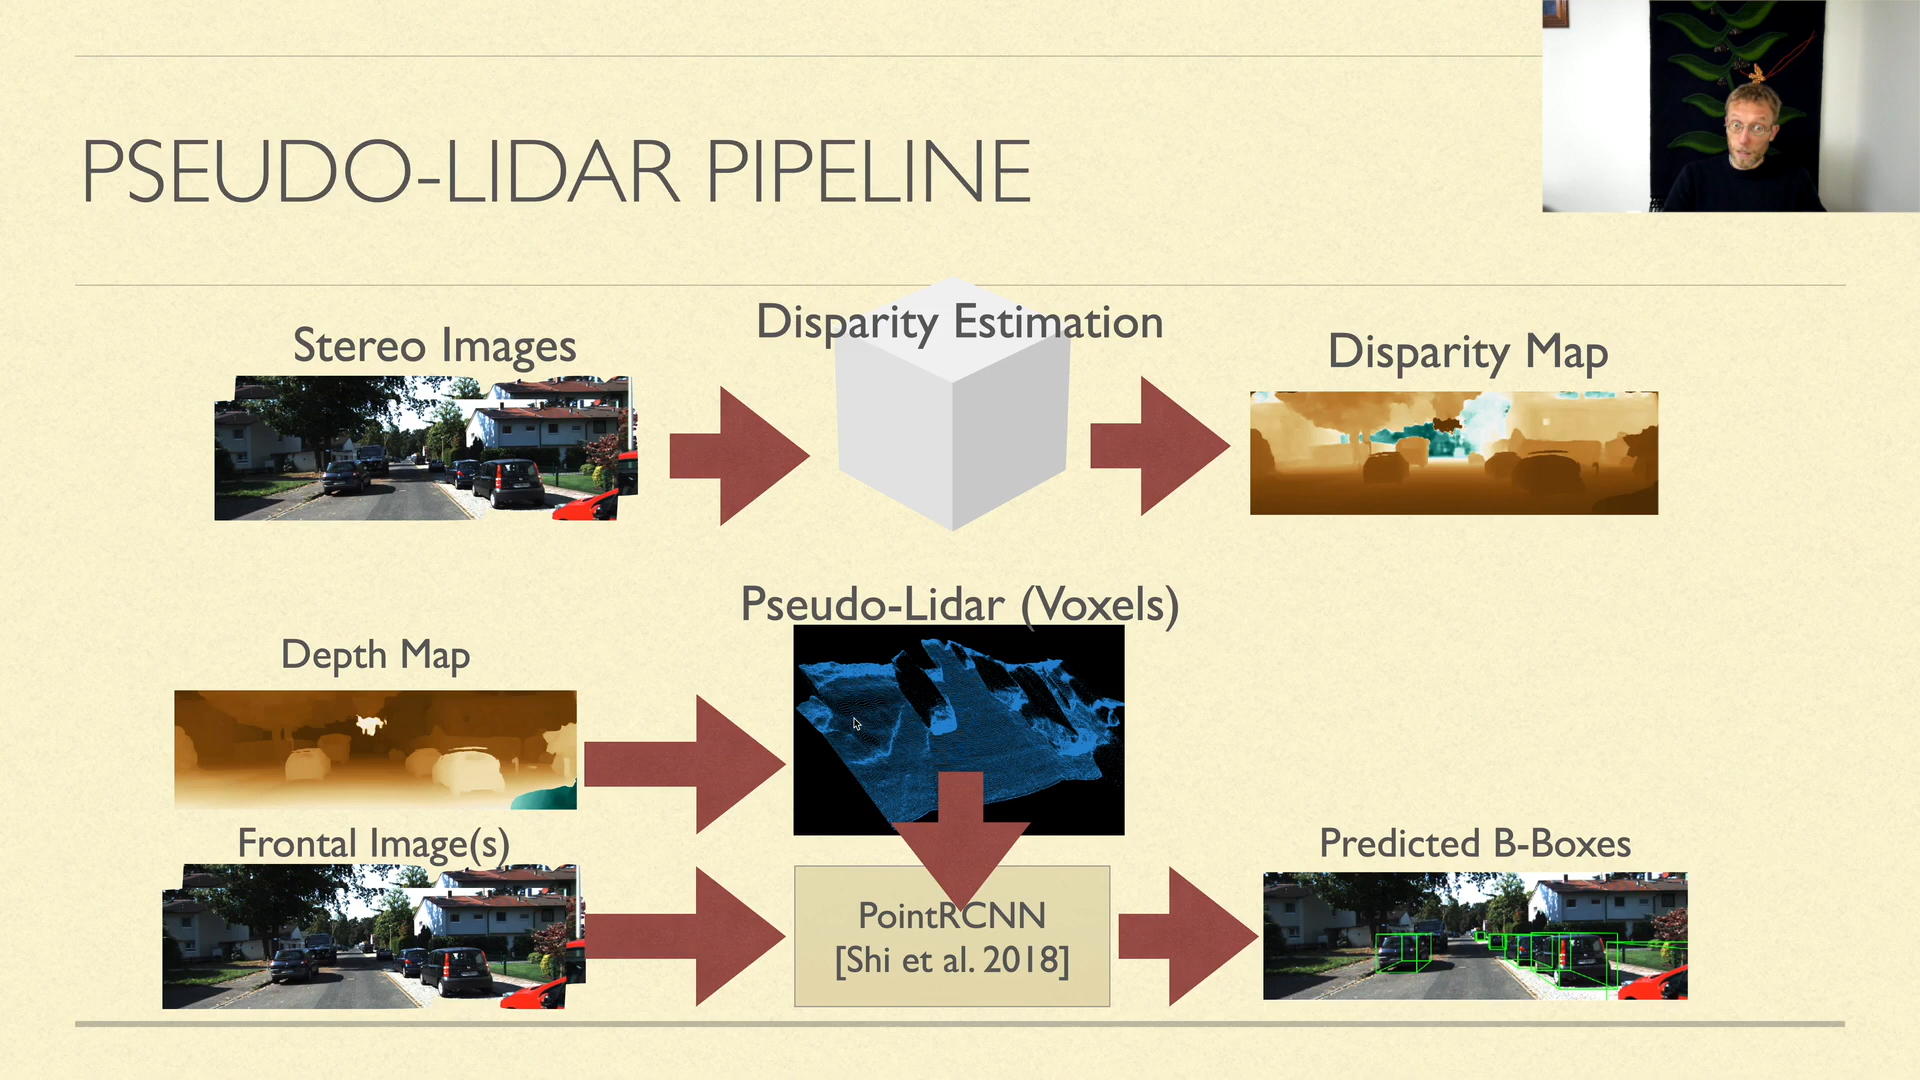 PSEUDO-LIDAR PIPELINE
Stereo Images
Disparity Estimation
Disparity Map
Pseudo-Lidar (Voxels)
Depth Map
Frontal Image(s)
Predicted B-Boxes
PointRCNN
[Shi et al. 2018]